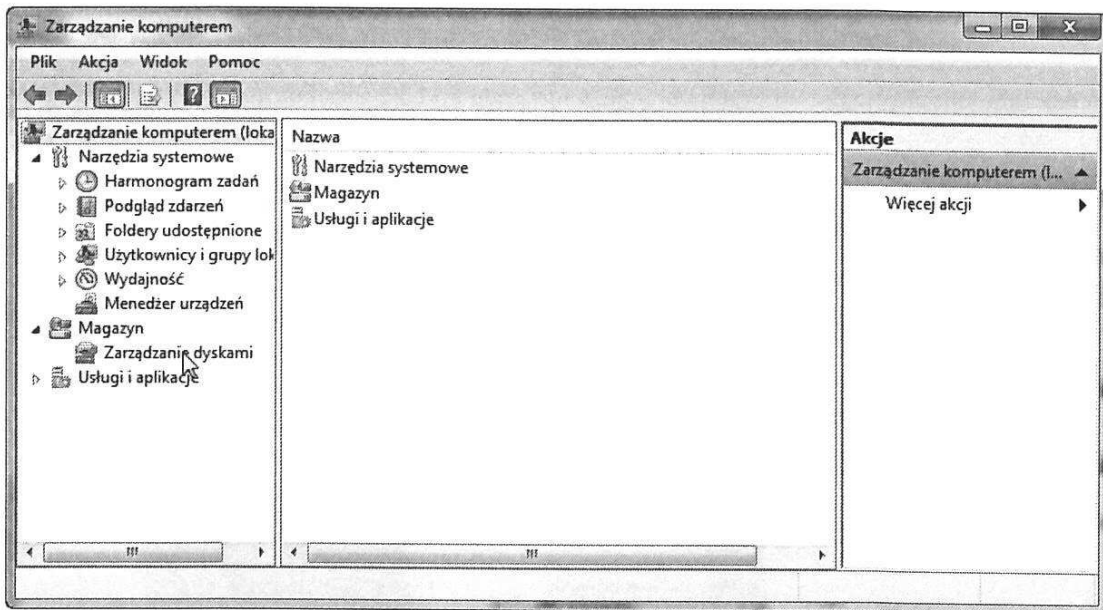 Zarządzanie komputerem
Plik Akcja Widok Pomoc
Zarządzanie komputerem (loka
Narzędzia systemowe
Harmonogram zadań
Podgląd zdarzeń
Foldery udostępnione
Użytkownicy i grupy lok
Wydajność
Menedżer urządzeń
Magazyn
Zarządzanie dyskami
Usługi i aplikacje
Nazwa
Narzędzia systemowe
Magazyn
Usługi i aplikacje
Akcje
Zarządzanie komputerem (l...
Więcej akcji